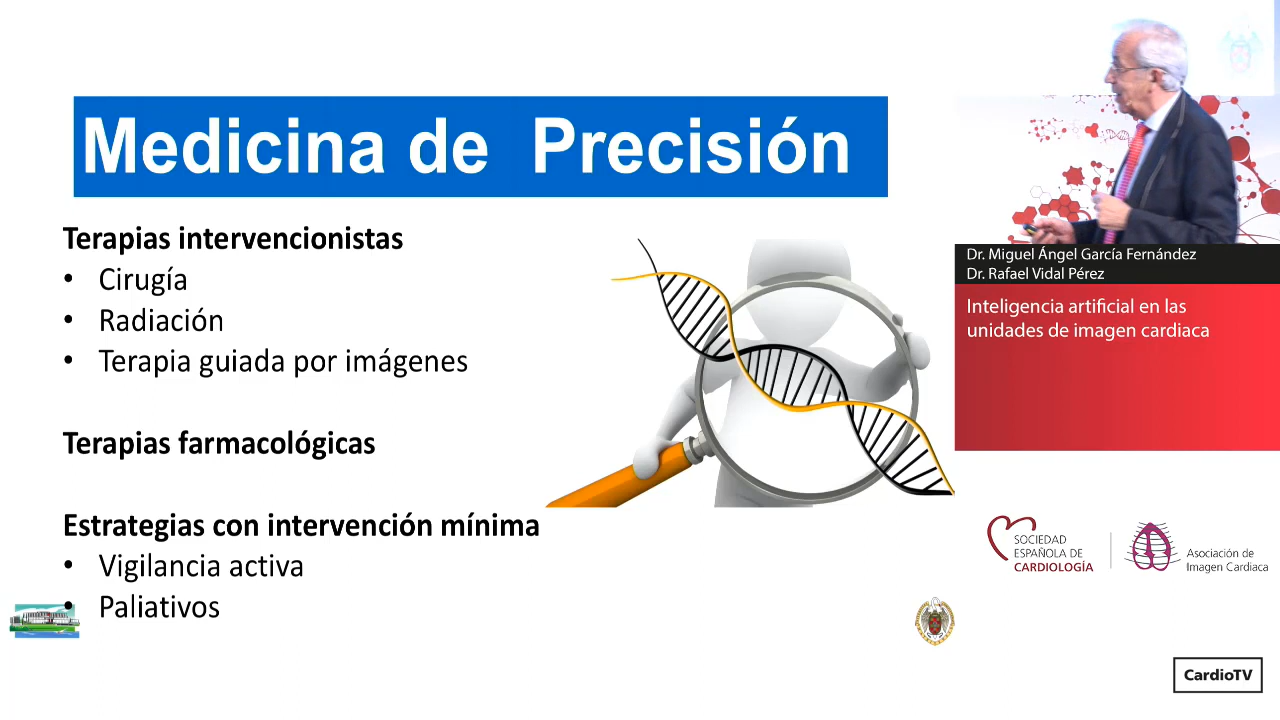 Medicina de Precisión
Terapias intervencionistas
• Cirugía
• Radiación
• Terapia guiada por imágenes
Terapias farmacológicas
Estrategias con intervención mínima
• Vigilancia activa
• Paliativos
Dr. Miguel Ángel García Fernández
Dr. Rafael Vidal Pérez
Inteligencia artificial en las
unidades de imagen cardiaca
SOCIEDAD
ESPAÑOLA DE
CARDIOLOGÍA
Asociación de
Imagen Cardiaca
CardioTV